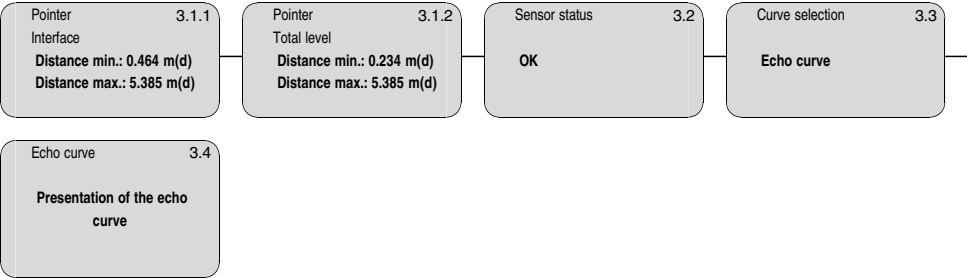 Pointer 3.1.1
Interface
Distance min.: 0.464 m(d)
Distance max.: 5.385 m(d)
Pointer 3.1.2
Total level
Distance min.: 0.234 m(d)
Distance max.: 5.385 m(d)
Sensor status 3.2
OK
Curve selection 3.3
Echo curve
Echo curve 3.4
Presentation of the echo
curve